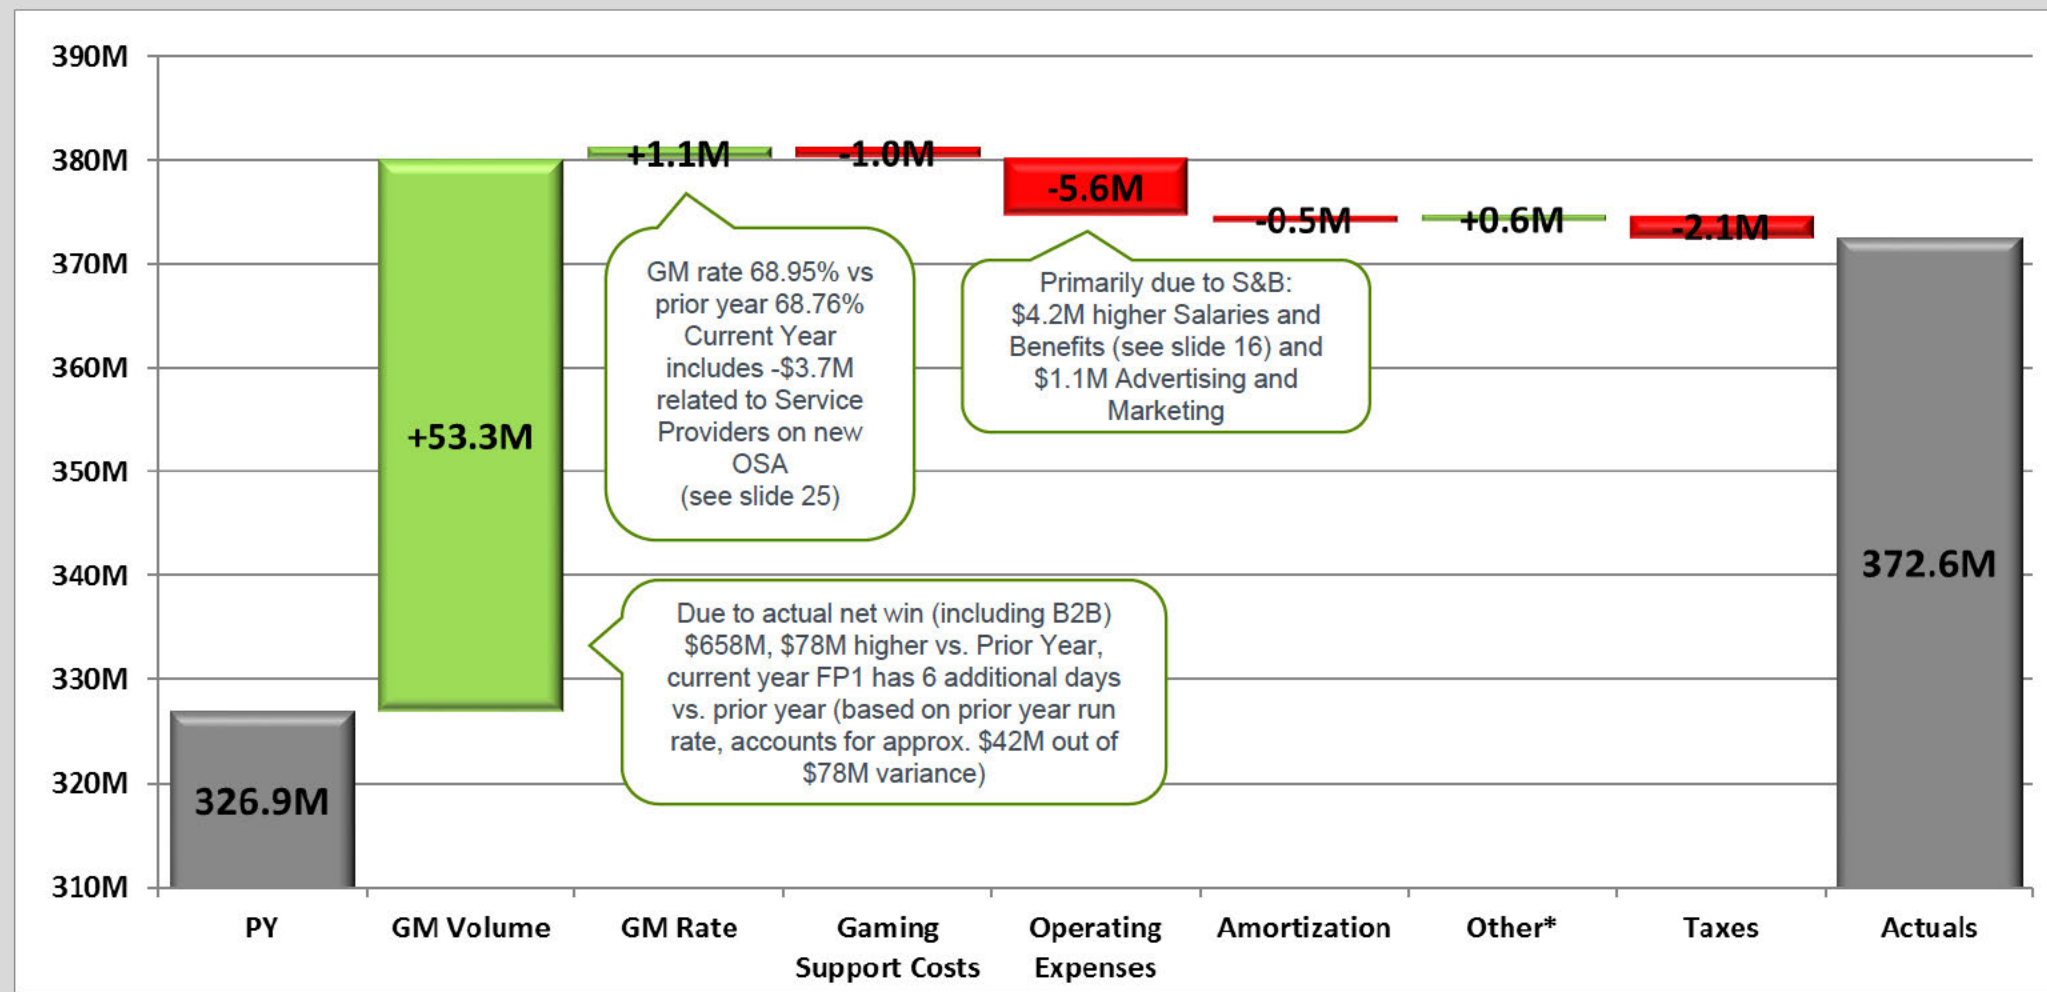 390M
380M
370M
360M
350M
340M
330M
320M
310M
326.9M
+53.3M
+1.1M
-1.0M
-5.6M
-0.5M
+0.6M
-2.1M
372.6M
GM rate 68.95% vs
prior year 68.76%
Current Year
includes -$3.7M
related to Service
Providers on new
OSA
(see slide 25)
Primarily due to S&B:
$4.2M higher Salaries and
Benefits (see slide 16) and
$1.1M Advertising and
Marketing
Due to actual net win (including B2B)
$658M, $78M higher vs. Prior Year,
current year FP1 has 6 additional days
vs. prior year (based on prior year run
rate, accounts for approx. $42M out of
$78M variance)
PY
GM Volume
GM Rate
Gaming
Support Costs
Operating
Expenses
Amortization
Other*
Taxes
Actuals